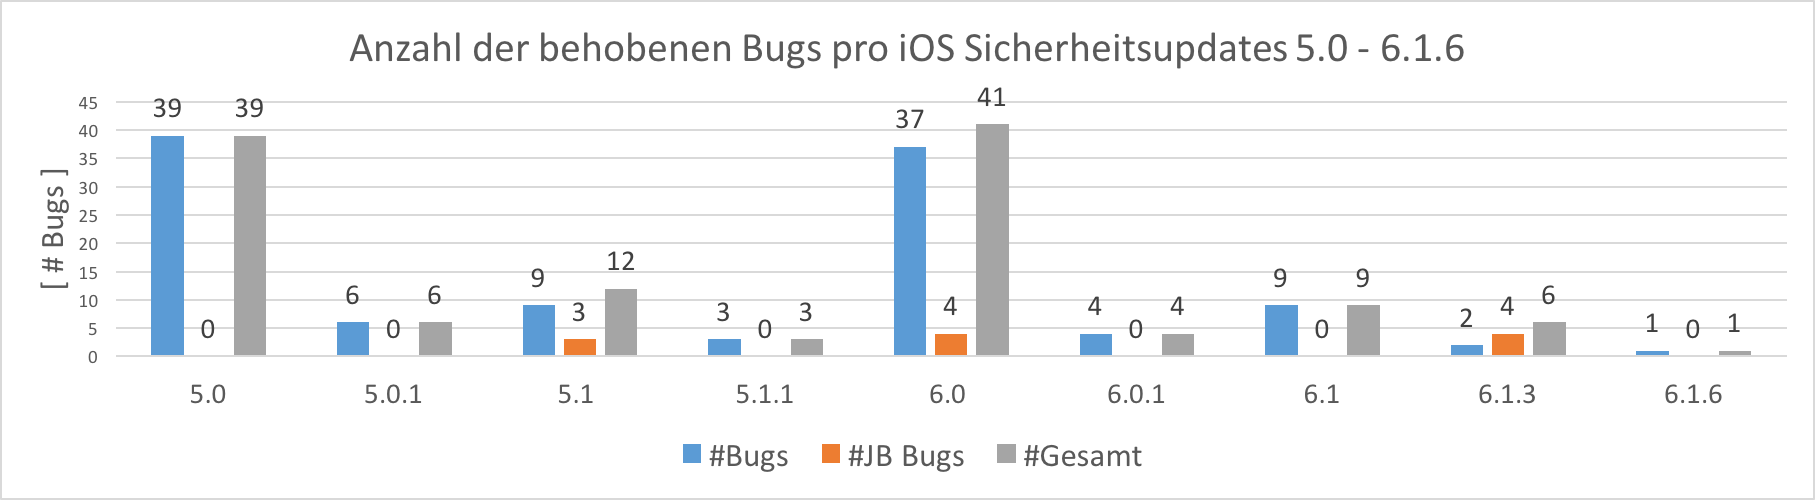 Anzahl der behobenen Bugs pro iOS Sicherheitsupdates 5.0 - 6.1.6
[ # Bugs ]
45
40
35
30
25
20
15
10
5
0
39 0 39
6 0 6
9 3 12
3 0 3
37 4 41
4 0 4
9 0 9
2 4 6
1 0 1
5.0 5.0.1 5.1 5.1.1 6.0 6.0.1 6.1 6.1.3 6.1.6
#Bugs #JB Bugs #Gesamt